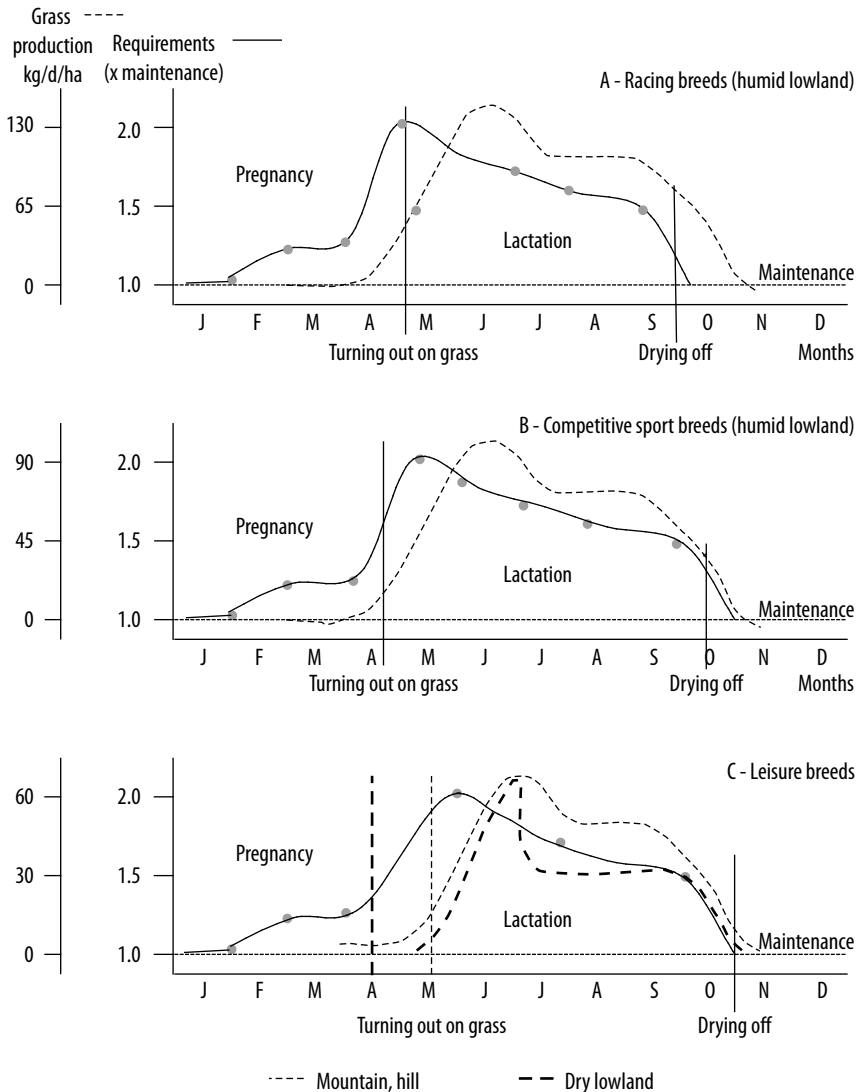 Grass
production
kg/d/ha
Requirements
(x maintenance)
A - Racing breeds (humid lowland)
130
65
0
2.0
1.5
1.0
Pregnancy
Lactation
Maintenance
J F M A M J J A S O N D
Turning out on grass
Drying off
Months
B - Competitive sport breeds (humid lowland)
90
45
0
2.0
1.5
1.0
Pregnancy
Lactation
Maintenance
J F M A M J J A S O N D
Turning out on grass
Drying off
Months
C - Leisure breeds
60
30
0
2.0
1.5
1.0
Pregnancy
Lactation
Maintenance
J F M A M J J A S O N D
Turning out on grass
Drying off
Mountain, hill
Dry lowland